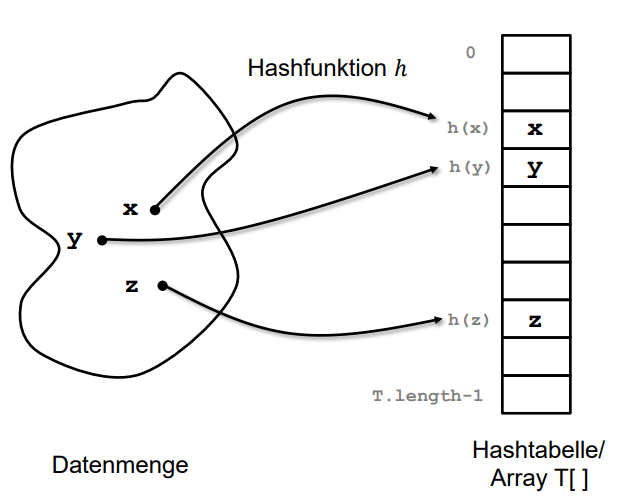 0
Hashfunktion h
h(x) x
h(y) y
x
y
z
h(z) z
T.length-1
Datenmenge
Hashtabelle/
Array T[ ]